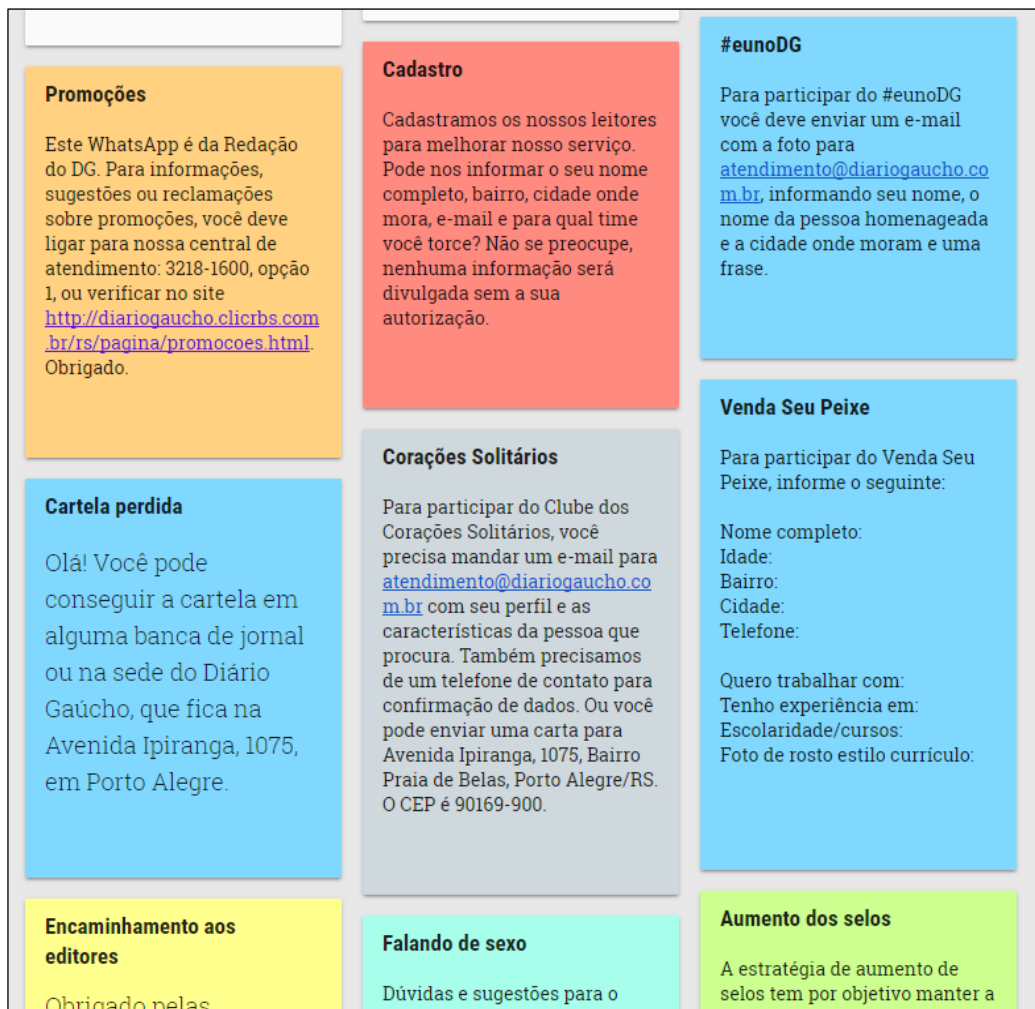 Promoções
Este WhatsApp é da Redação
do DG. Para informações,
sugestões ou reclamações
sobre promoções, você deve
ligar para nossa central de
atendimento: 3218-1600, opção
1, ou verificar no site
http://diariogaucho.clicrbs.com
.br/rs/pagina/promocoes.html.
Obrigado.
Cartela perdida
Olá! Você pode
conseguir a cartela em
alguma banca de jornal
ou na sede do Diário
Gaúcho, que fica na
Avenida Ipiranga, 1075,
em Porto Alegre.
Encaminhamento aos
editores
Obrigado pelas
Cadastro
Cadastramos os nossos leitores
para melhorar nosso serviço.
Pode nos informar o seu nome
completo, bairro, cidade onde
mora, e-mail e para qual time
você torce? Não se preocupe,
nenhuma informação será
divulgada sem a sua
autorização.
Corações Solitários
Para participar do Clube dos
Corações Solitários, você
precisa mandar um e-mail para
atendimento@diariogaucho.co
m.br com seu perfil e as
características da pessoa que
procura. Também precisamos
de um telefone de contato para
confirmação de dados. Ou você
pode enviar uma carta para
Avenida Ipiranga, 1075, Bairro
Praia de Belas, Porto Alegre/RS.
O CEP é 90169-900.
Falando de sexo
Dúvidas e sugestões para o
#eunoDG
Para participar do #eunoDG
você deve enviar um e-mail
com a foto para
atendimento@diariogaucho.co
m.br, informando seu nome, o
nome da pessoa homenageada
e a cidade onde moram e uma
frase.
Venda Seu Peixe
Para participar do Venda Seu
Peixe, informe o seguinte:
Nome completo:
Idade:
Bairro:
Cidade:
Telefone:
Quero trabalhar com:
Tenho experiência em:
Escolaridade/cursos:
Foto de rosto estilo currículo:
Aumento dos selos
A estratégia de aumento de
selos tem por objetivo manter a